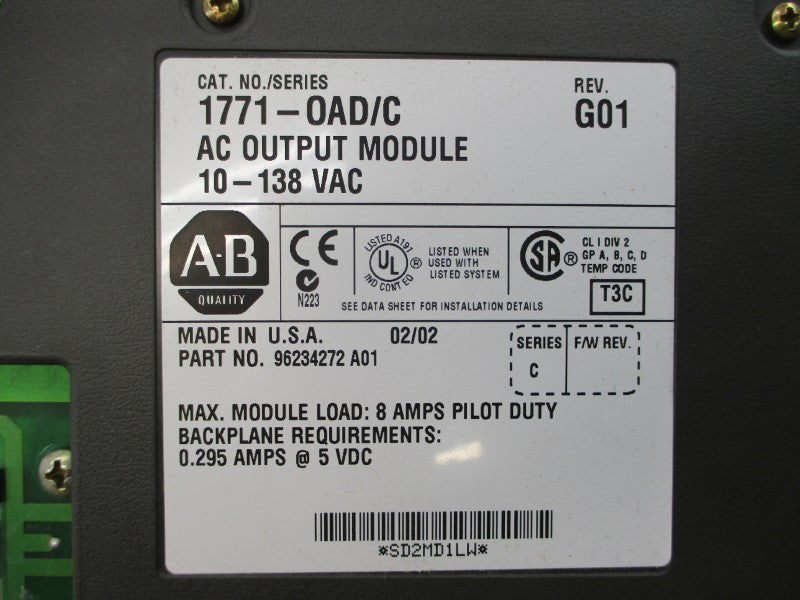 CAT. NO./SERIES
1771-OAD/C
AC OUTPUT MODULE
10-138 VAC
REV.
G01
A-B
QUALITY
CE
N223
LISTED A191
UL
®
IND CONT EQ
LISTED WHEN
USED WITH
LISTED SYSTEM
SA
®
CL I DIV 2
GP A, B, C, D
TEMP CODE
T3C
SEE DATA SHEET FOR INSTALLATION DETAILS
MADE IN U.S.A. 02/02
PART NO. 96234272 A01
SERIES
C
F/W REV.
MAX. MODULE LOAD: 8 AMPS PILOT DUTY
BACKPLANE REQUIREMENTS:
0.295 AMPS @ 5 VDC
*SD2MD1LW*